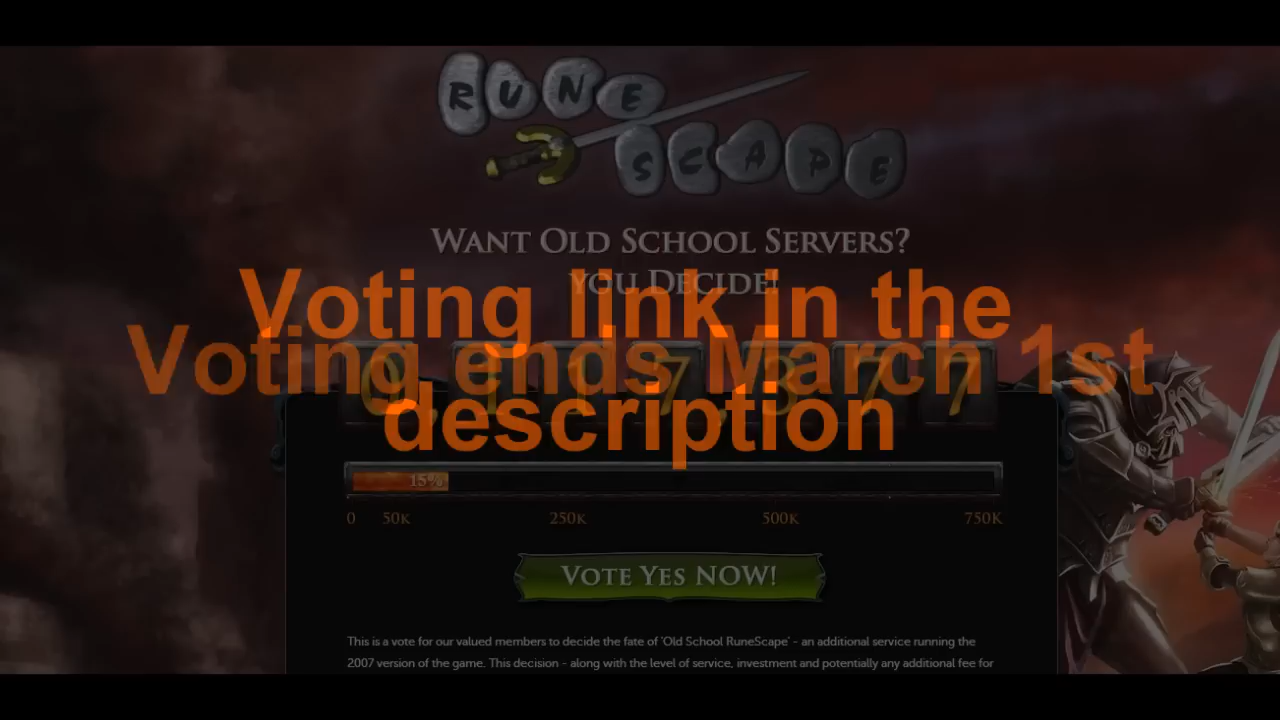 RUNE
SCAPE
WANT OLD SCHOOL SERVERS?
YOU DECIDE!
Voting link in the
Voting ends March 1st
description
0,117,377
15%
0 50K 250K 500K 750K
VOTE YES NOW!
This is a vote for our valued members to decide the fate of 'Old School RuneScape' - an additional service running the
2007 version of the game. This decision - along with the level of service, investment and potentially any additional fee for